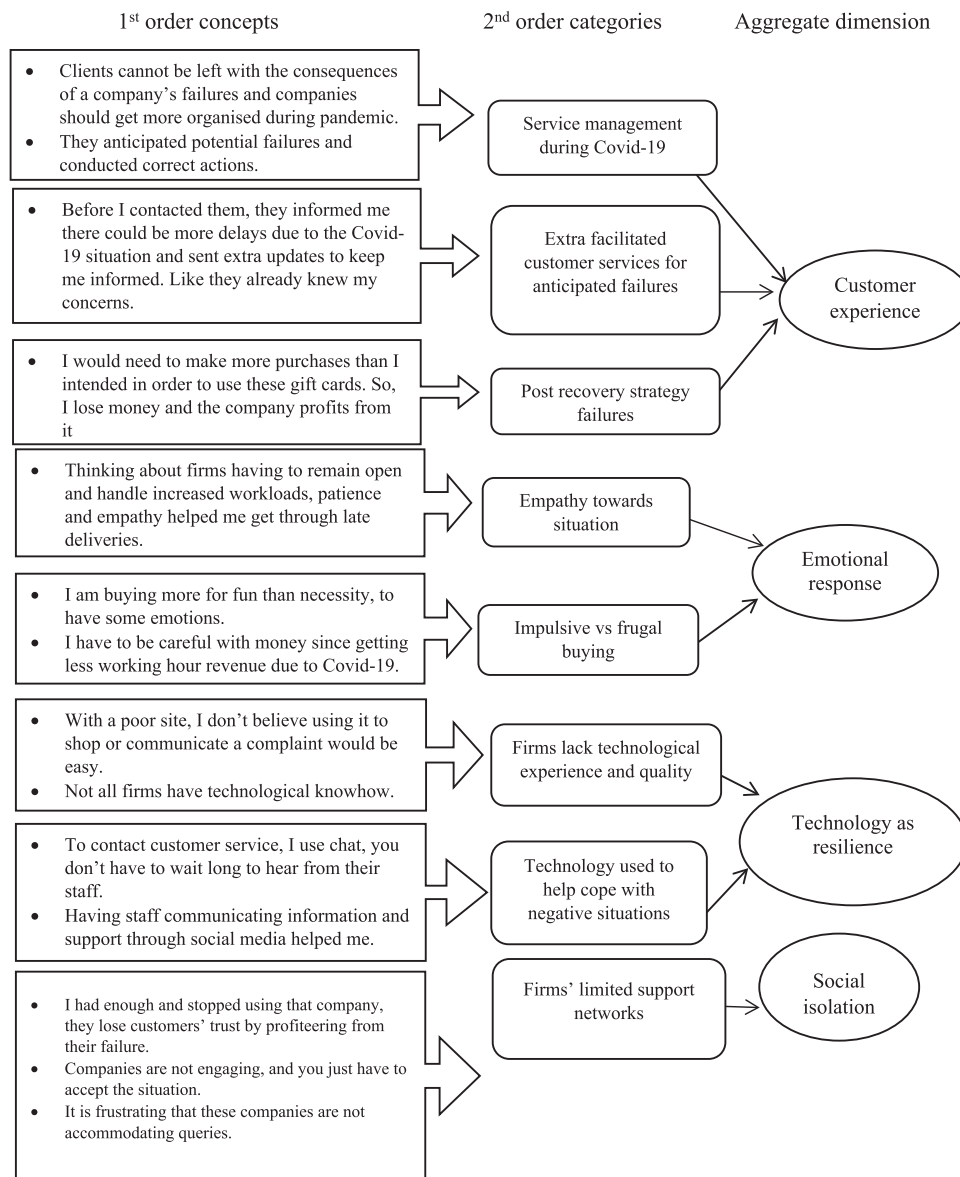 1st order concepts
2nd order categories
Aggregate dimension
• Clients cannot be left with the consequences
of a company’s failures and companies
should get more organised during pandemic.
• They anticipated potential failures and
conducted correct actions.
Service management
during Covid-19
• Before I contacted them, they informed me
there could be more delays due to the Covid-
19 situation and sent extra updates to keep
me informed. Like they already knew my
concerns.
Extra facilitated
customer services for
anticipated failures
Customer
experience
• I would need to make more purchases than I
intended in order to use these gift cards. So,
I lose money and the company profits from
it
Post recovery strategy
failures
• Thinking about firms having to remain open
and handle increased workloads, patience
and empathy helped me get through late
deliveries.
Empathy towards
situation
Emotional
response
• I am buying more for fun than necessity, to
have some emotions.
• I have to be careful with money since getting
less working hour revenue due to Covid-19.
Impulsive vs frugal
buying
• With a poor site, I don’t believe using it to
shop or communicate a complaint would be
easy.
• Not all firms have technological knowhow.
Firms lack technological
experience and quality
Technology as
resilience
• To contact customer service, I use chat, you
don’t have to wait long to hear from their
staff.
• Having staff communicating information and
support through social media helped me.
Technology used to
help cope with
negative situations
• I had enough and stopped using that company,
they lose customers’ trust by profiteering from
their failure.
• Companies are not engaging, and you just have to
accept the situation.
• It is frustrating that these companies are not
accommodating queries.
Firms’ limited support
networks
Social
isolation